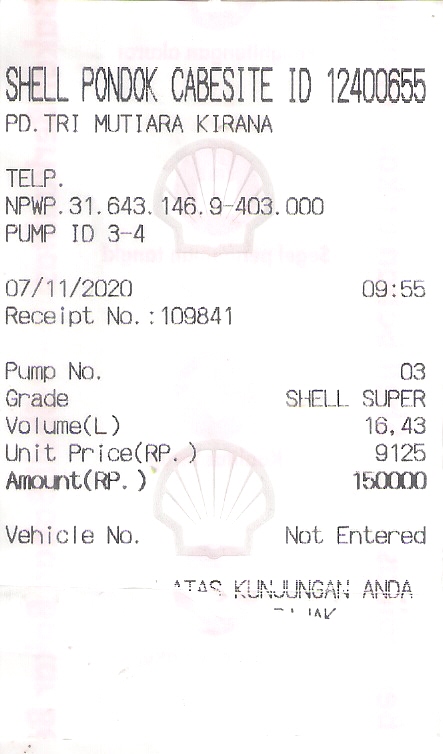 SHELL PONDOK CABESITE ID 12400655
PD.TRI MUTIARA KIRANA
TELP.
NPWP.31.643.146.9-403.000
PUMP ID 3-4
07/11/2020 09:55
Receipt No.:109841
Pump No. 03
Grade SHELL SUPER
Volume(L) 16,43
Unit Price(RP.) 9125
Amount(RP.) 150000
Vehicle No. Not Entered
ATAS KUNJUNGAN ANDA